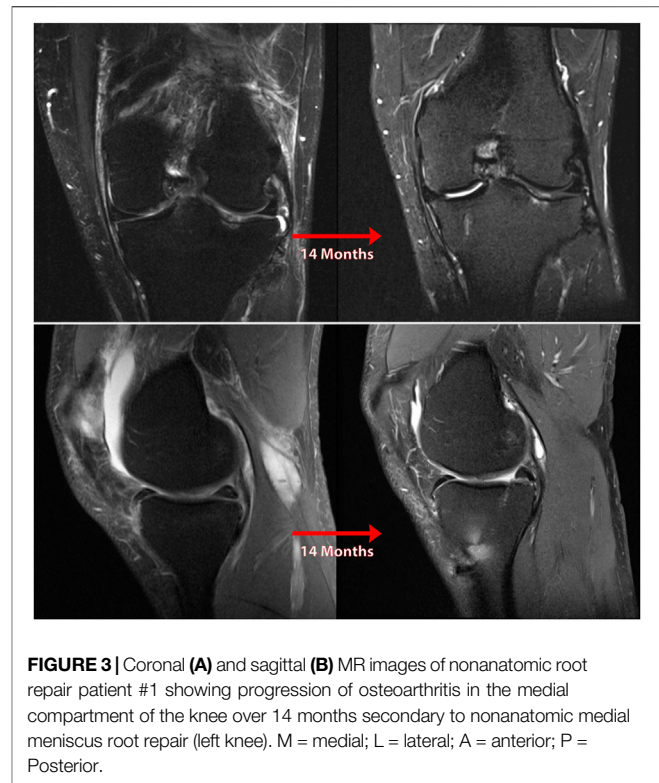 14 Months
14 Months
FIGURE 3 | Coronal (A) and sagittal (B) MR images of nonanatomic root
repair patient #1 showing progression of osteoarthritis in the medial
compartment of the knee over 14 months secondary to nonanatomic medial
meniscus root repair (left knee). M = medial; L = lateral; A = anterior; P =
Posterior.